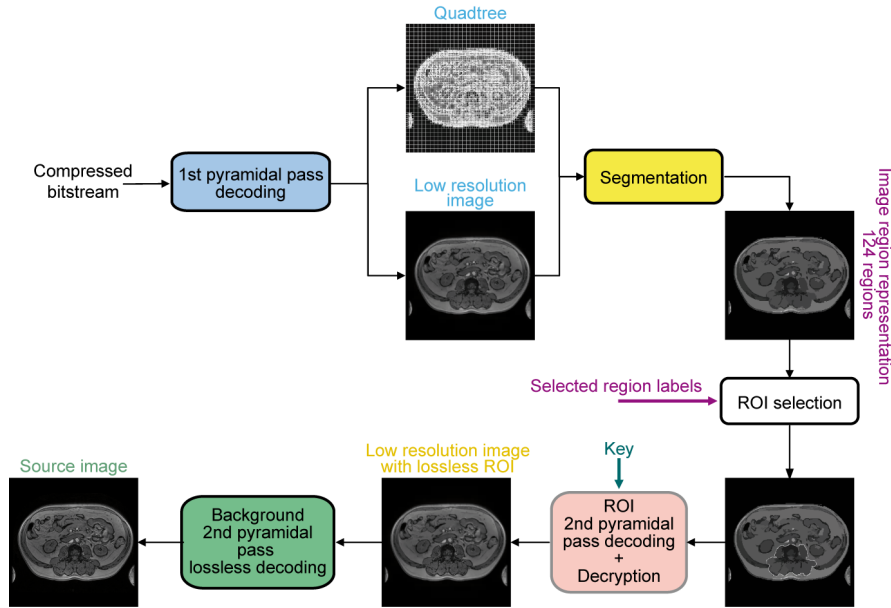 Quadtree
Compressed
bitstream
1st pyramidal pass
decoding
Low resolution
image
Segmentation
Image region representation
124 regions
Selected region labels
ROI selection
Source image
Background
2nd pyramidal
pass
lossless decoding
Low resolution image
with lossless ROI
Key
ROI
2nd pyramidal
pass decoding
+
Decryption